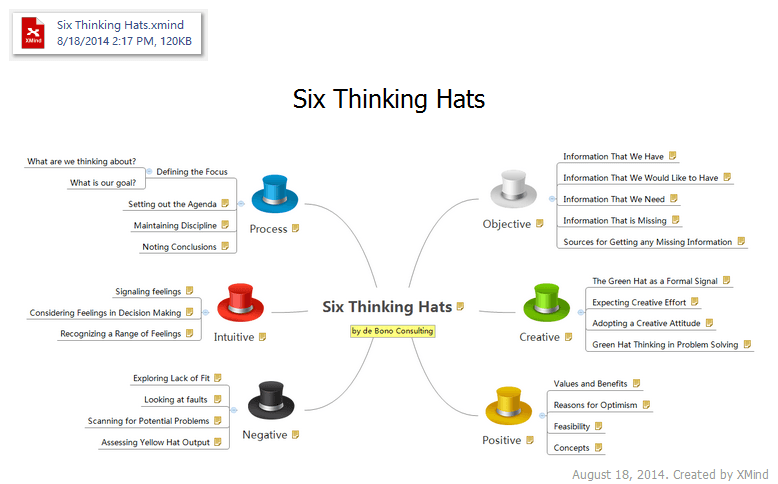 Six Thinking Hats.xmind
XMind
8/18/2014 2:17 PM, 120KB
Six Thinking Hats
What are we thinking about?
What is our goal?
Defining the Focus
Setting out the Agenda
Maintaining Discipline
Noting Conclusions
Process
Information That We Have
Information That We Would Like to Have
Information That We Need
Information That is Missing
Sources for Getting any Missing Information
Objective
Signaling feelings
Considering Feelings in Decision Making
Recognizing a Range of Feelings
Intuitive
Six Thinking Hats
by de Bono Consulting
The Green Hat as a Formal Signal
Expecting Creative Effort
Adopting a Creative Attitude
Green Hat Thinking in Problem Solving
Creative
Exploring Lack of Fit
Looking at faults
Scanning for Potential Problems
Assessing Yellow Hat Output
Negative
Values and Benefits
Reasons for Optimism
Feasibility
Concepts
Positive
August 18, 2014. Created by XMind